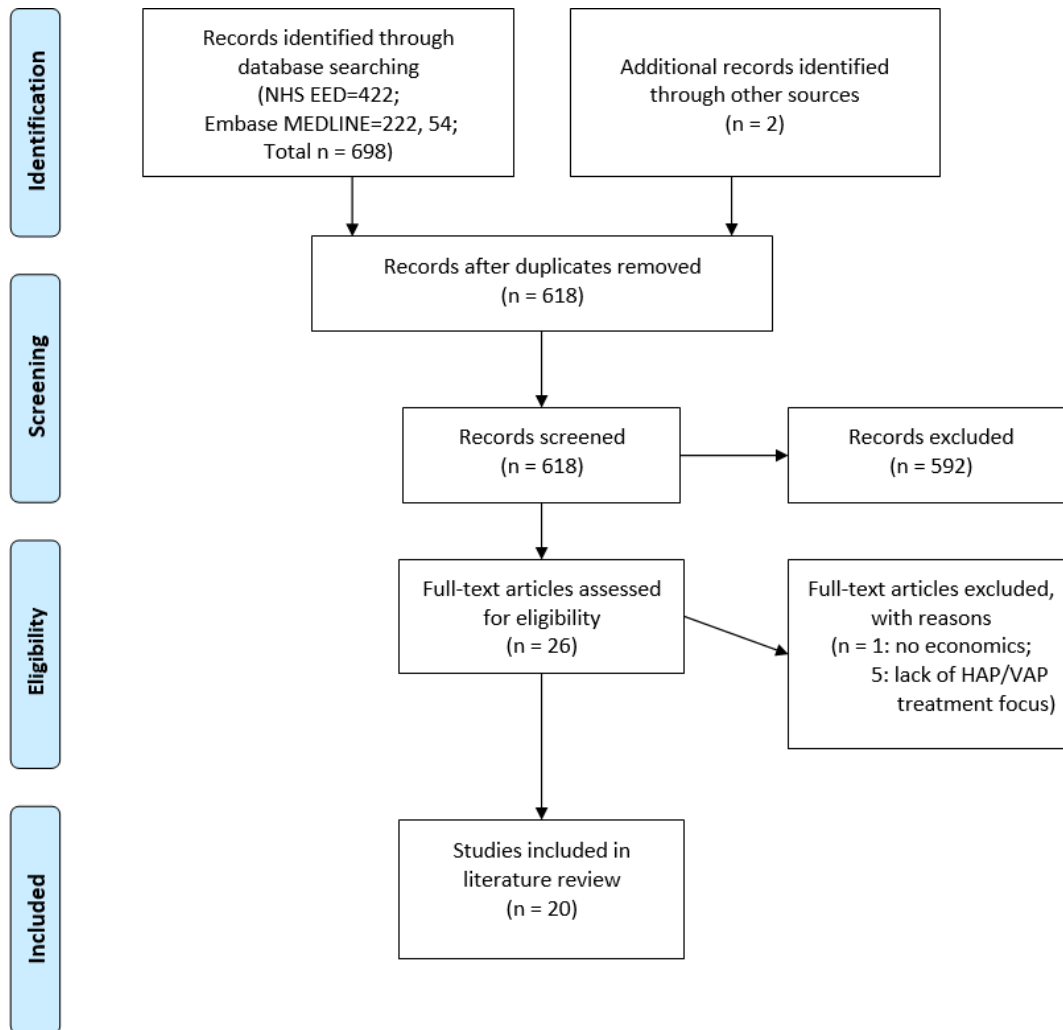 Identification
Records identified through
database searching
(NHS EED=422;
Embase MEDLINE=222, 54;
Total n = 698)
Additional records identified
through other sources
(n = 2)
Records after duplicates removed
(n = 618)
Screening
Records screened
(n = 618)
Records excluded
(n = 592)
Eligibility
Full-text articles assessed
for eligibility
(n = 26)
Full-text articles excluded,
with reasons
(n = 1: no economics;
5: lack of HAP/VAP
treatment focus)
Included
Studies included in
literature review
(n = 20)